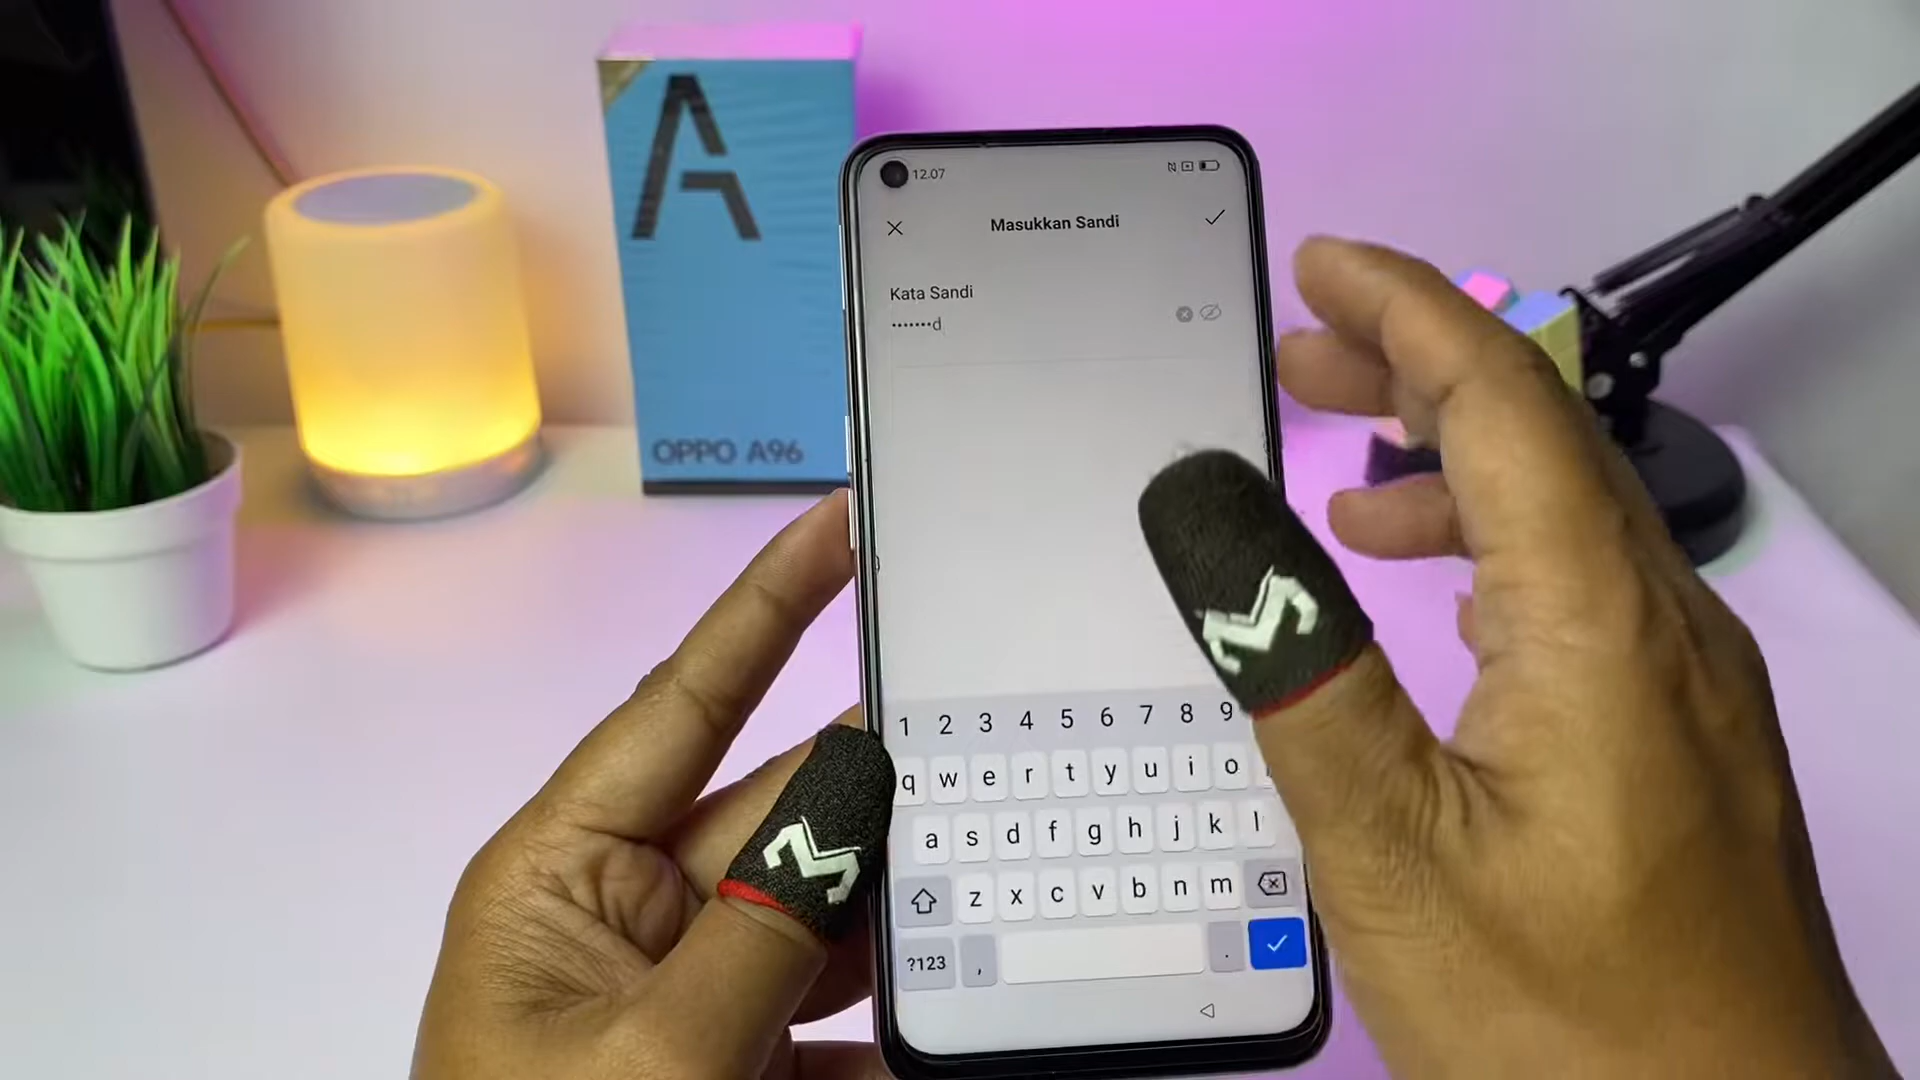 A
OPPO A96
12.07
Masukkan Sandi
Kata Sandi
•••••••d
1 2 3 4 5 6 7 8 9
q w e r t y u i o
a s d f g h j k l
z x c v b n m
?123 , .